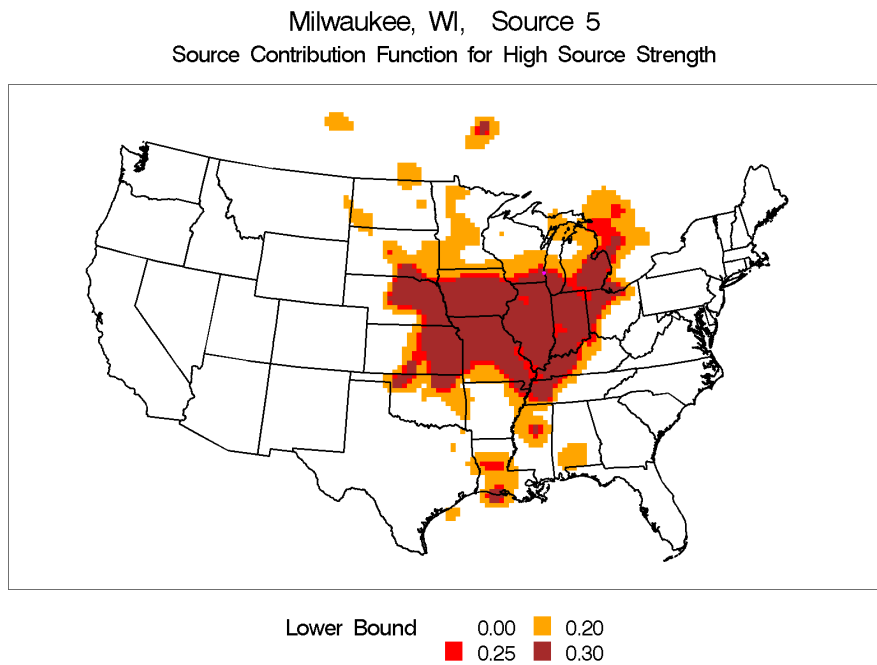 Milwaukee, WI, Source 5
Source Contribution Function for High Source Strength
Lower Bound 0.00 0.20
0.25 0.30